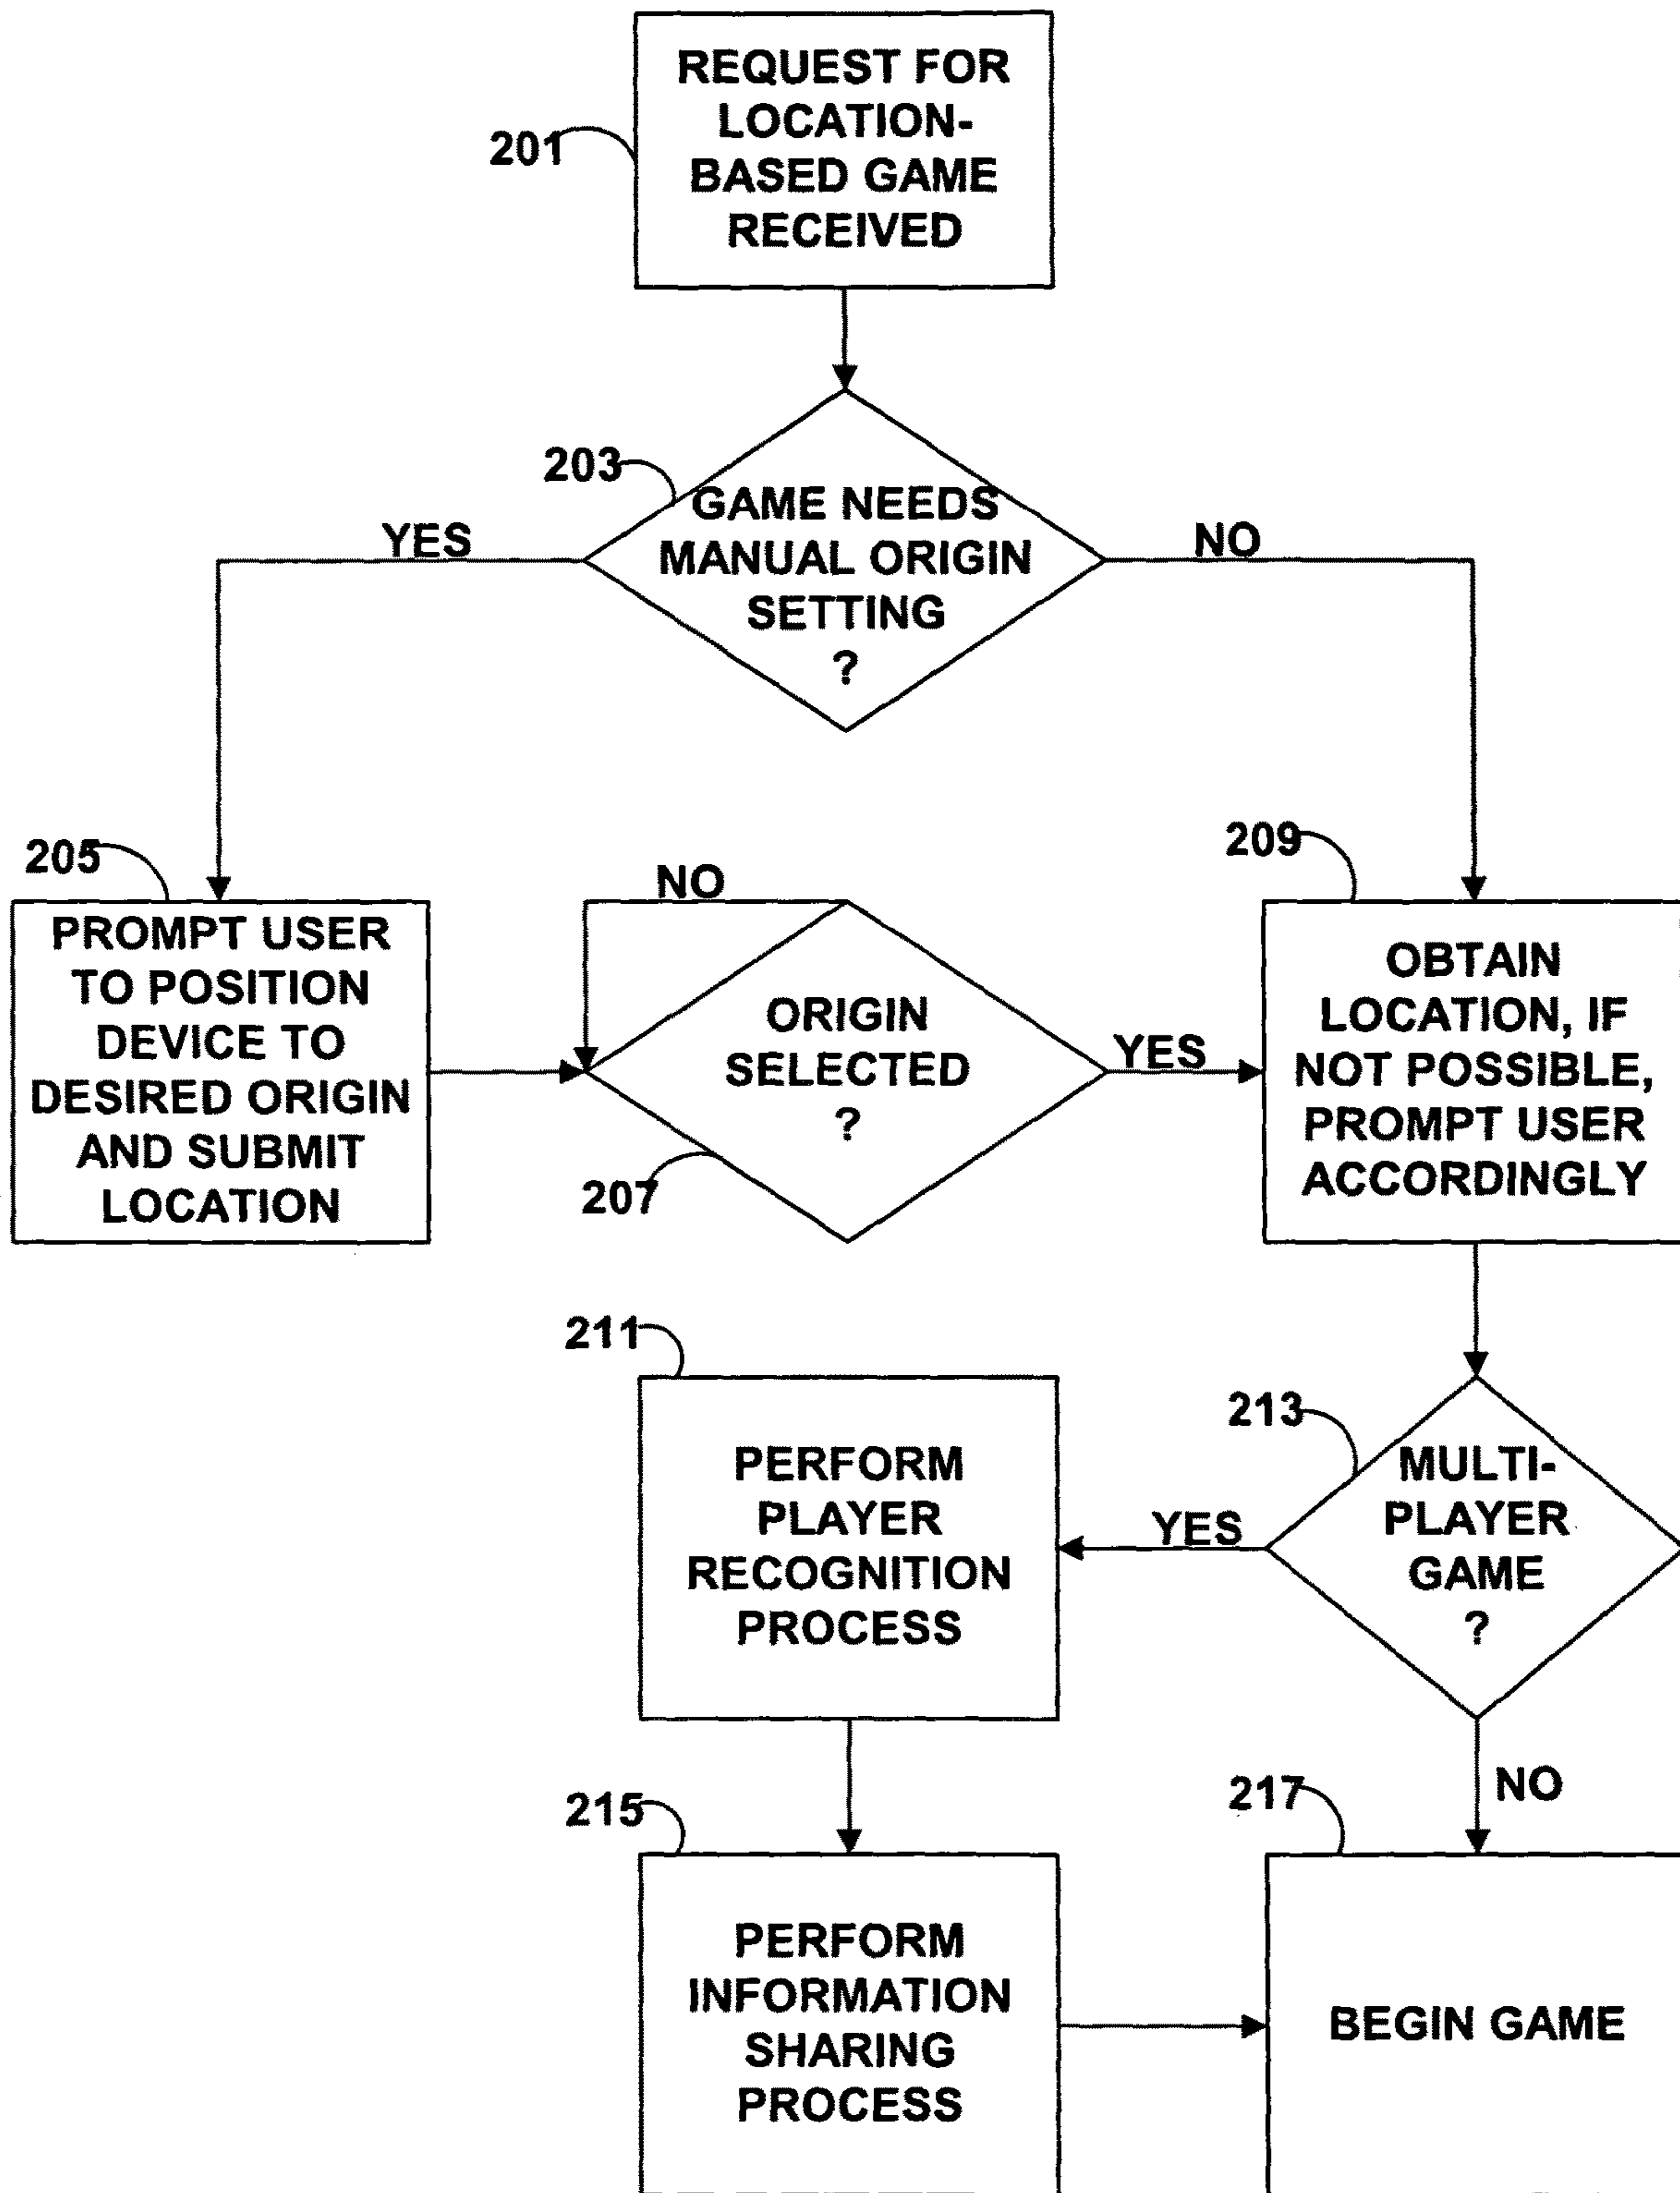 REQUEST FOR
LOCATION-
BASED GAME
RECEIVED
201
203
GAME NEEDS
MANUAL ORIGIN
SETTING
?
YES
NO
205
PROMPT USER
TO POSITION
DEVICE TO
DESIRED ORIGIN
AND SUBMIT
LOCATION
NO
ORIGIN
SELECTED
?
207
YES
209
OBTAIN
LOCATION, IF
NOT POSSIBLE,
PROMPT USER
ACCORDINGLY
211
PERFORM
PLAYER
RECOGNITION
PROCESS
YES
213
MULTI-
PLAYER
GAME
?
NO
215
PERFORM
INFORMATION
SHARING
PROCESS
217
BEGIN GAME